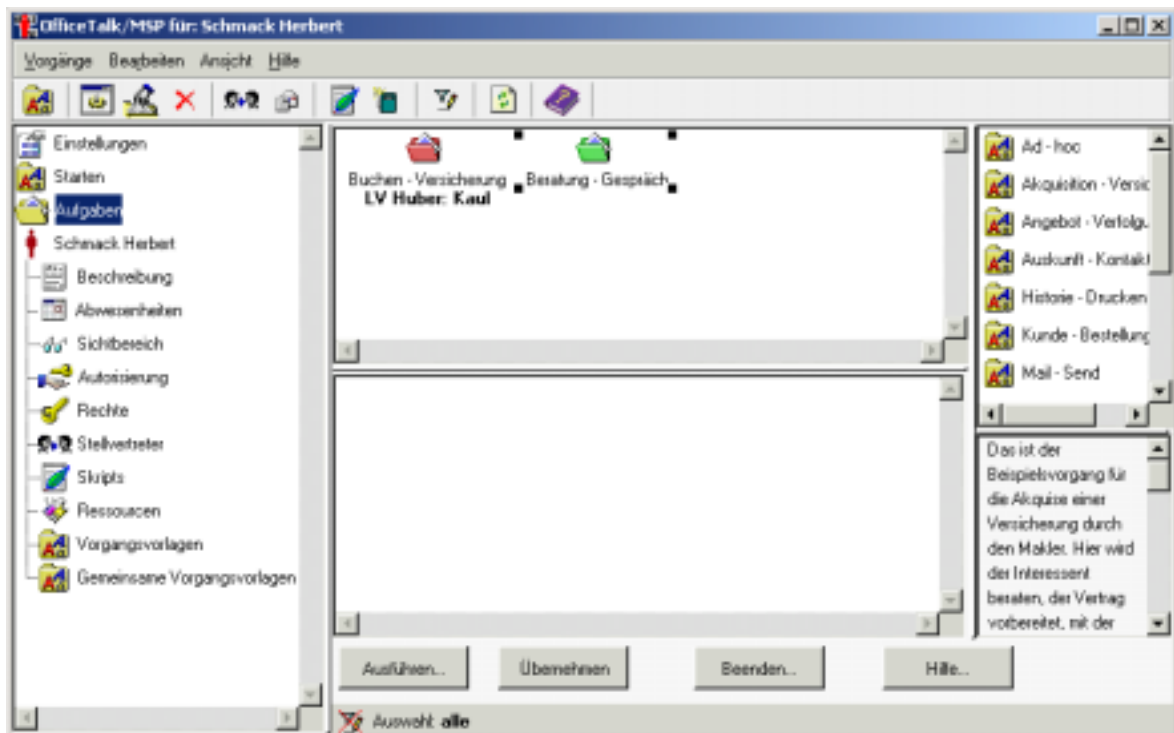 OfficeTalk/MSP für: Schmack Herbert
Vorgänge Bearbeiten Ansicht Hilfe
Einstellungen
Starten
Aufgaben
Schmack Herbert
Beschreibung
Abwesenheiten
Sichtbereich
Autorisierung
Rechte
Stellvertreter
Skripts
Ressourcen
Vorgangsvorlagen
Gemeinsame Vorgangsvorlagen
Buchen - Versicherung
LV Huber: Kaul
Beratung - Gespräch
Ad - hoc
Akquisition - Versic
Angebot - Verfolgu
Auskunft - Kontakt
Historie - Drucken
Kunde - Bestellung
Mail - Send
Das ist der
Beispielsvorgang für
die Akquise einer
Versicherung durch
den Makler. Hier wird
der Interessent
beraten, der Vertrag
vorbereitet, mit der
Ausführen...
Übernehmen
Beenden...
Hilfe...
Auswahl: alle